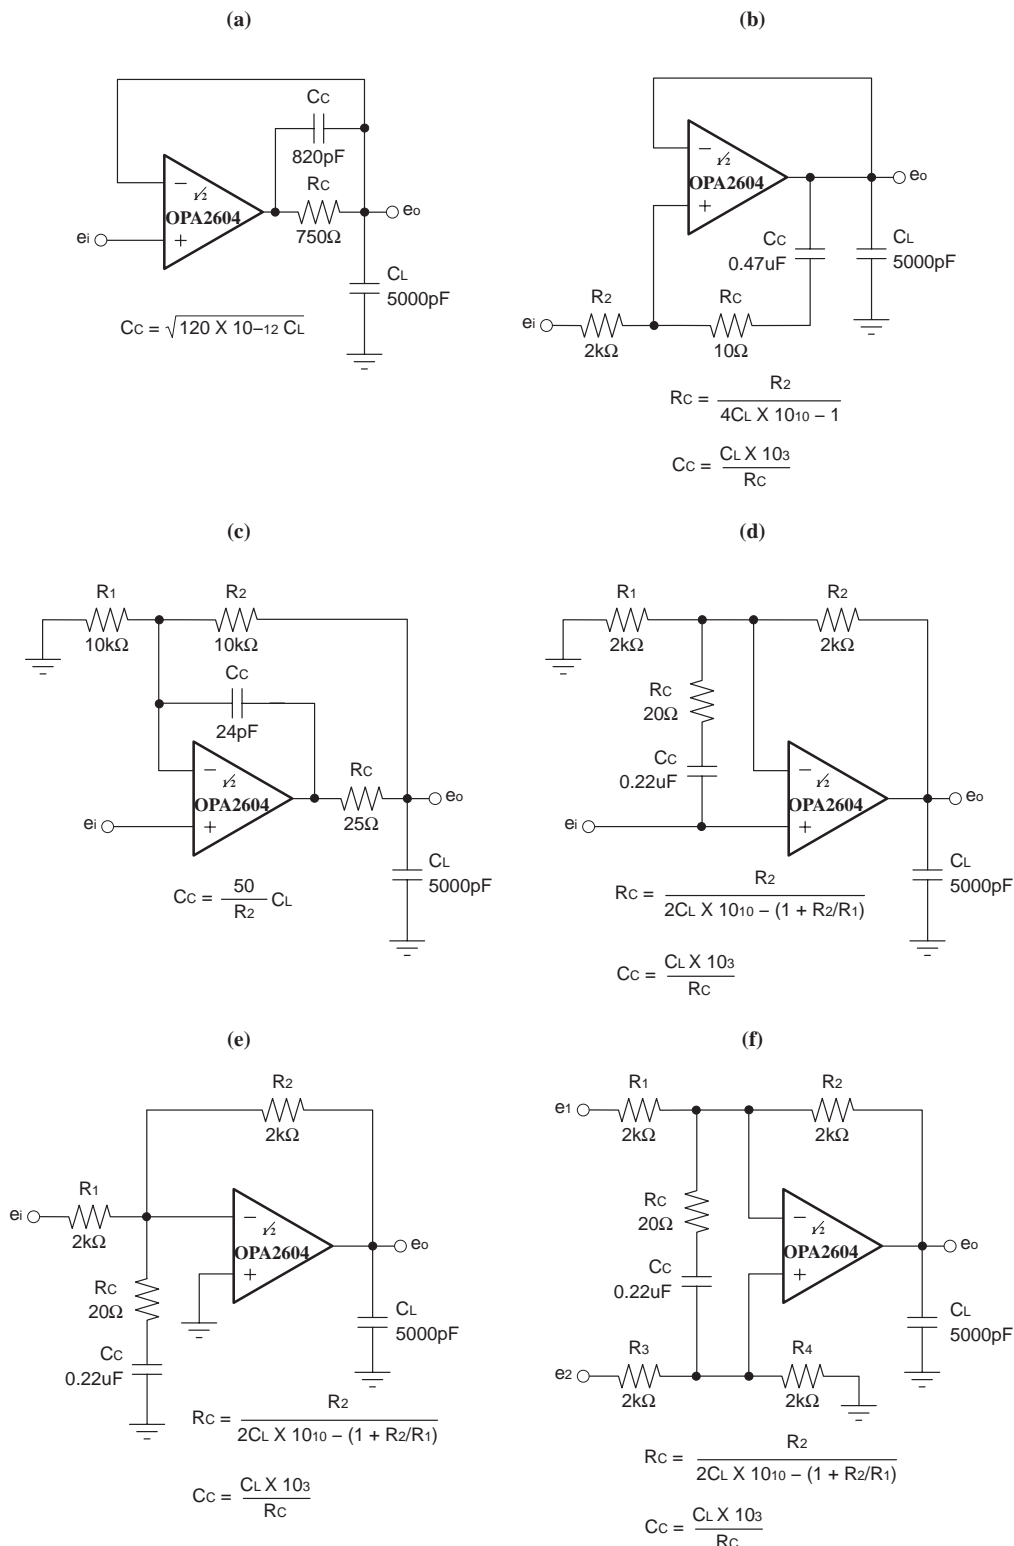 (a)
CC
820pF
RC
750Ω
½
OPA2604
−
+
ei
eo
CL
5000pF
CC = √120 X 10–12 CL
(b)
½
OPA2604
−
+
eo
CC
0.47uF
CL
5000pF
R2
2kΩ
RC
10Ω
ei
RC = R2
4CL X 1010 – 1
CC = CL X 103
RC
(c)
R1
10kΩ
R2
10kΩ
CC
24pF
½
OPA2604
−
+
RC
25Ω
ei
eo
CL
5000pF
CC = 50
R2
CL
(d)
R1
2kΩ
R2
2kΩ
RC
20Ω
CC
0.22uF
½
OPA2604
−
+
ei
eo
CL
5000pF
RC = R2
2CL X 1010 – (1 + R2/R1)
CC = CL X 103
RC
(e)
R2
2kΩ
R1
2kΩ
ei
½
OPA2604
−
+
eo
RC
20Ω
CC
0.22uF
CL
5000pF
RC = R2
2CL X 1010 – (1 + R2/R1)
CC = CL X 103
RC
(f)
R1
2kΩ
R2
2kΩ
e1
RC
20Ω
CC
0.22uF
½
OPA2604
−
+
eo
CL
5000pF
R3
2kΩ
R4
2kΩ
e2
RC = R2
2CL X 1010 – (1 + R2/R1)
CC = CL X 103
RC